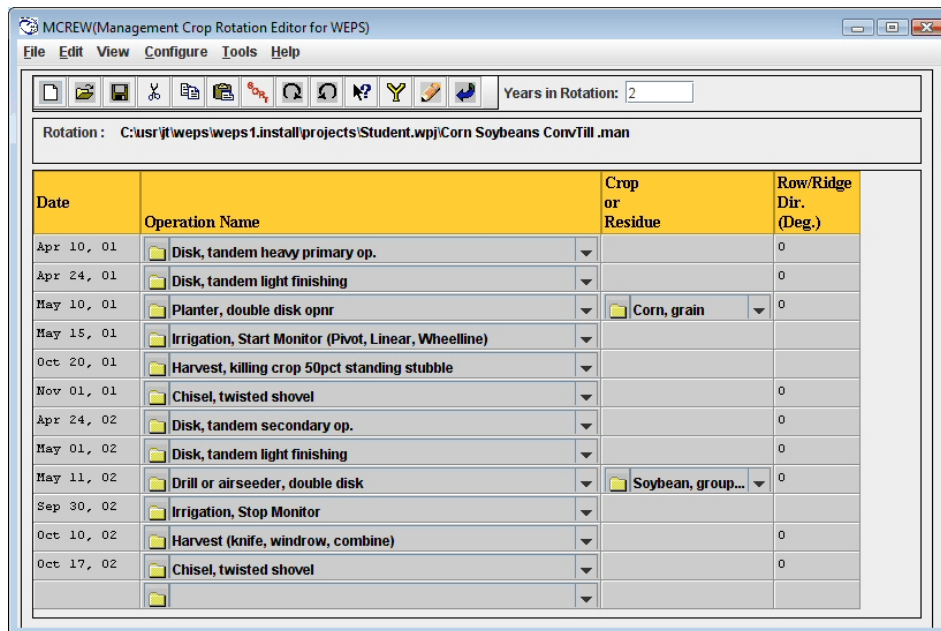 MCREW(Management Crop Rotation Editor for WEPS)
File Edit View Configure Tools Help
SORT Years in Rotation: 2
Rotation : C:\usr\jt\weps\weps1.install\projects\Student.wpj\Corn Soybeans ConvTill .man
Date Operation Name Crop or Residue Row/Ridge Dir. (Deg.)
Apr 10, 01 Disk, tandem heavy primary op. 0
Apr 24, 01 Disk, tandem light finishing 0
May 10, 01 Planter, double disk opnr Corn, grain 0
May 15, 01 Irrigation, Start Monitor (Pivot, Linear, Wheelline)
Oct 20, 01 Harvest, killing crop 50pct standing stubble
Nov 01, 01 Chisel, twisted shovel 0
Apr 24, 02 Disk, tandem secondary op.
May 01, 02 Disk, tandem light finishing 0
May 11, 02 Drill or airseeder, double disk Soybean, group... 0
Sep 30, 02 Irrigation, Stop Monitor
Oct 10, 02 Harvest (knife, windrow, combine) 0
Oct 17, 02 Chisel, twisted shovel 0